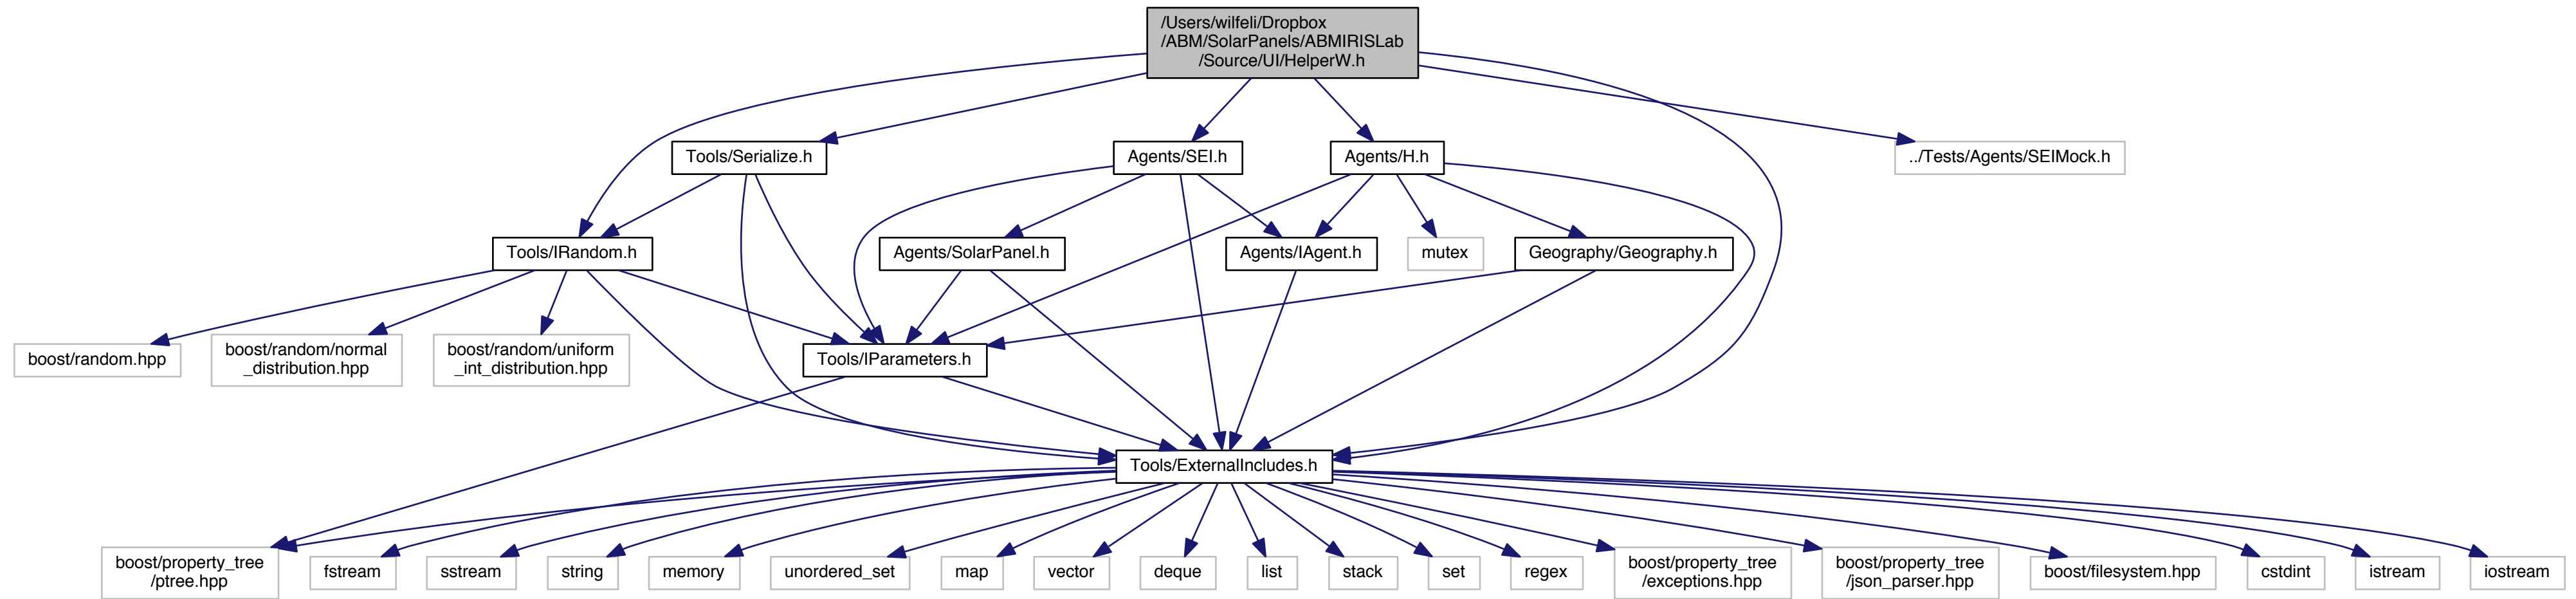 /Users/wilfeli/Dropbox
/ABM/SolarPanels/ABMIRISLab
/Source/UI/HelperW.h
Tools/Serialize.h
Agents/SEI.h
Agents/H.h
../Tests/Agents/SEIMock.h
Tools/IRandom.h
Agents/SolarPanel.h
Agents/IAgent.h
mutex
Geography/Geography.h
boost/random.hpp
boost/random/normal
_distribution.hpp
boost/random/uniform
_int_distribution.hpp
Tools/IParameters.h
Tools/ExternalIncludes.h
boost/property_tree
/ptree.hpp
fstream
sstream
string
memory
unordered_set
map
vector
deque
list
stack
set
regex
boost/property_tree
/exceptions.hpp
boost/property_tree
/json_parser.hpp
boost/filesystem.hpp
cstdint
istream
iostream